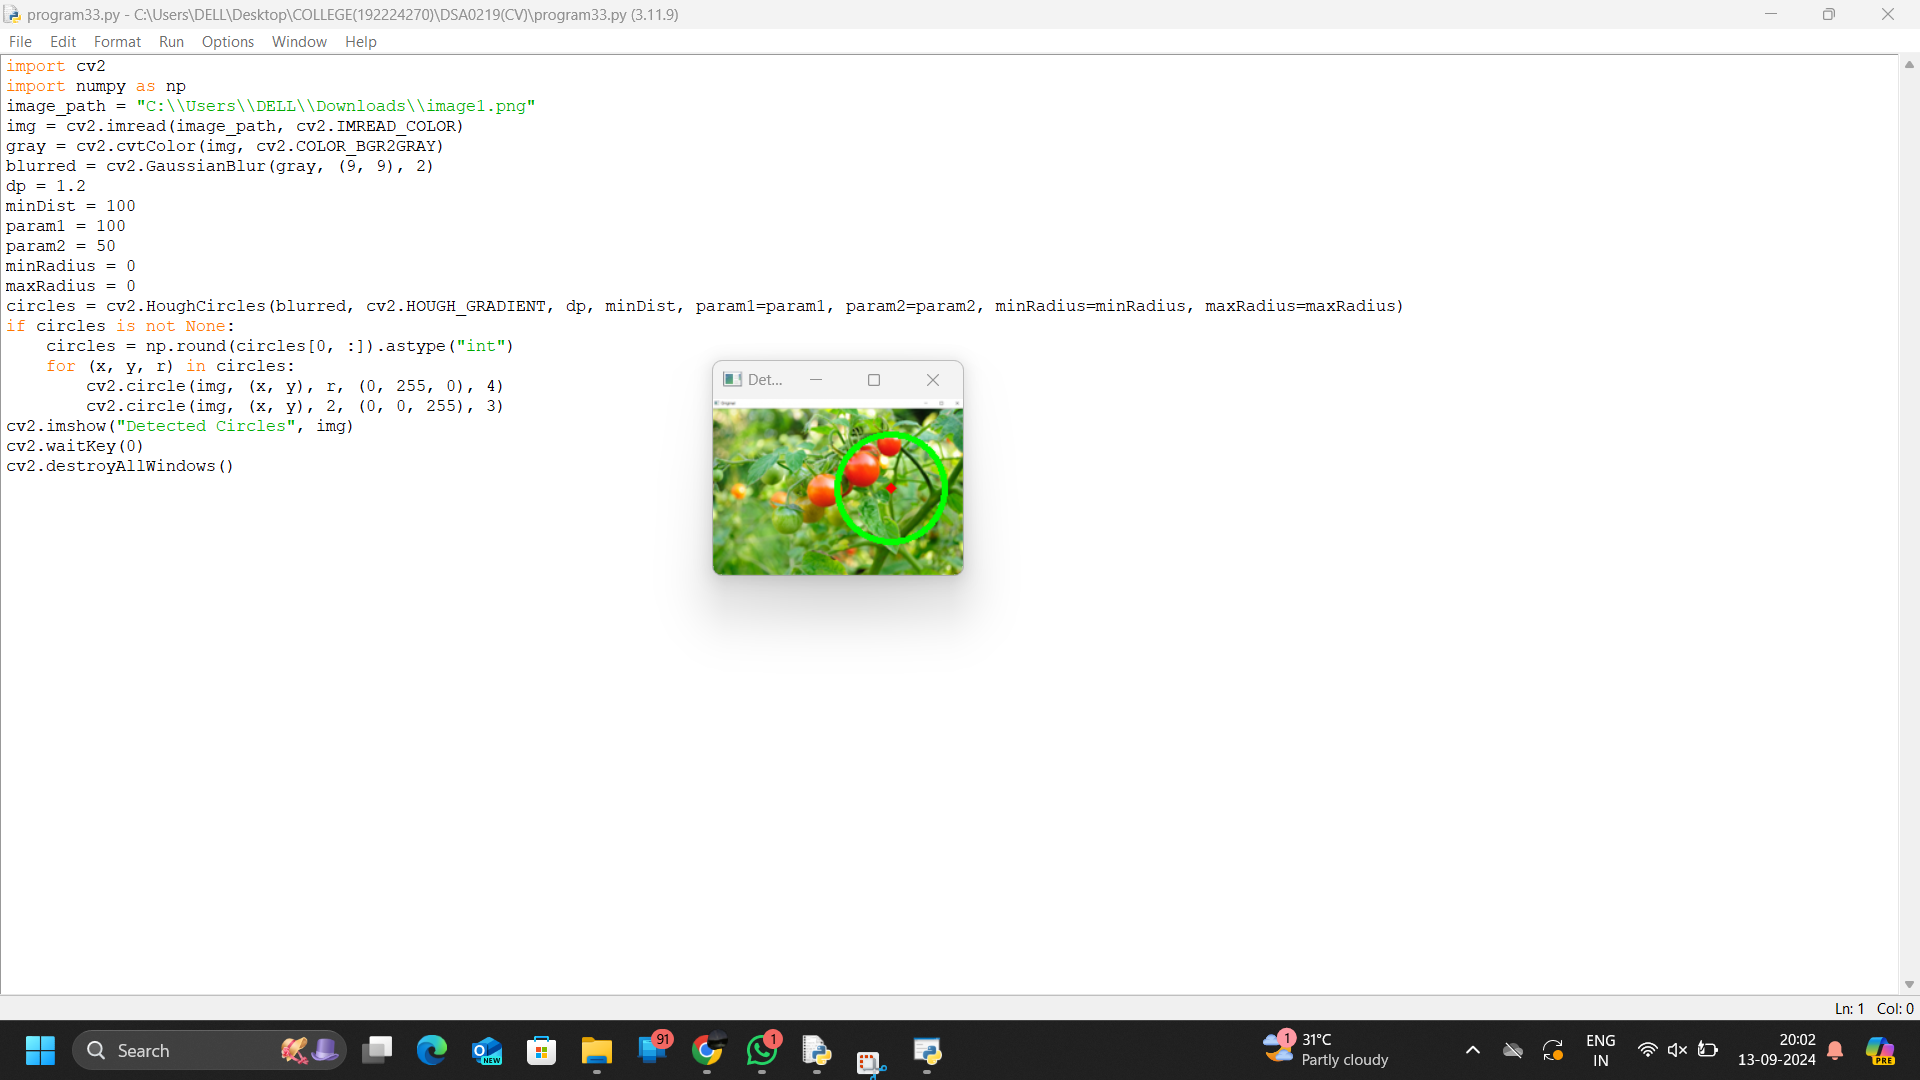 program33.py - C:\Users\DELL\Desktop\COLLEGE(192224270)\DSA0219(CV)\program33.py (3.11.9)
File Edit Format Run Options Window Help
import cv2
import numpy as np
image_path = "C:\\Users\\DELL\\Downloads\\image1.png"
img = cv2.imread(image_path, cv2.IMREAD_COLOR)
gray = cv2.cvtColor(img, cv2.COLOR_BGR2GRAY)
blurred = cv2.GaussianBlur(gray, (9, 9), 2)
dp = 1.2
minDist = 100
param1 = 100
param2 = 50
minRadius = 0
maxRadius = 0
circles = cv2.HoughCircles(blurred, cv2.HOUGH_GRADIENT, dp, minDist, param1=param1, param2=param2, minRadius=minRadius, maxRadius=maxRadius)
if circles is not None:
    circles = np.round(circles[0, :]).astype("int")
    for (x, y, r) in circles:
        cv2.circle(img, (x, y), r, (0, 255, 0), 4)
        cv2.circle(img, (x, y), 2, (0, 0, 255), 3)
cv2.imshow("Detected Circles", img)
cv2.waitKey(0)
cv2.destroyAllWindows()
Det...
Ln: 1 Col: 0
Search
NEW
91
1
1
31°C
Partly cloudy
ENG
IN
20:02
13-09-2024
PRE